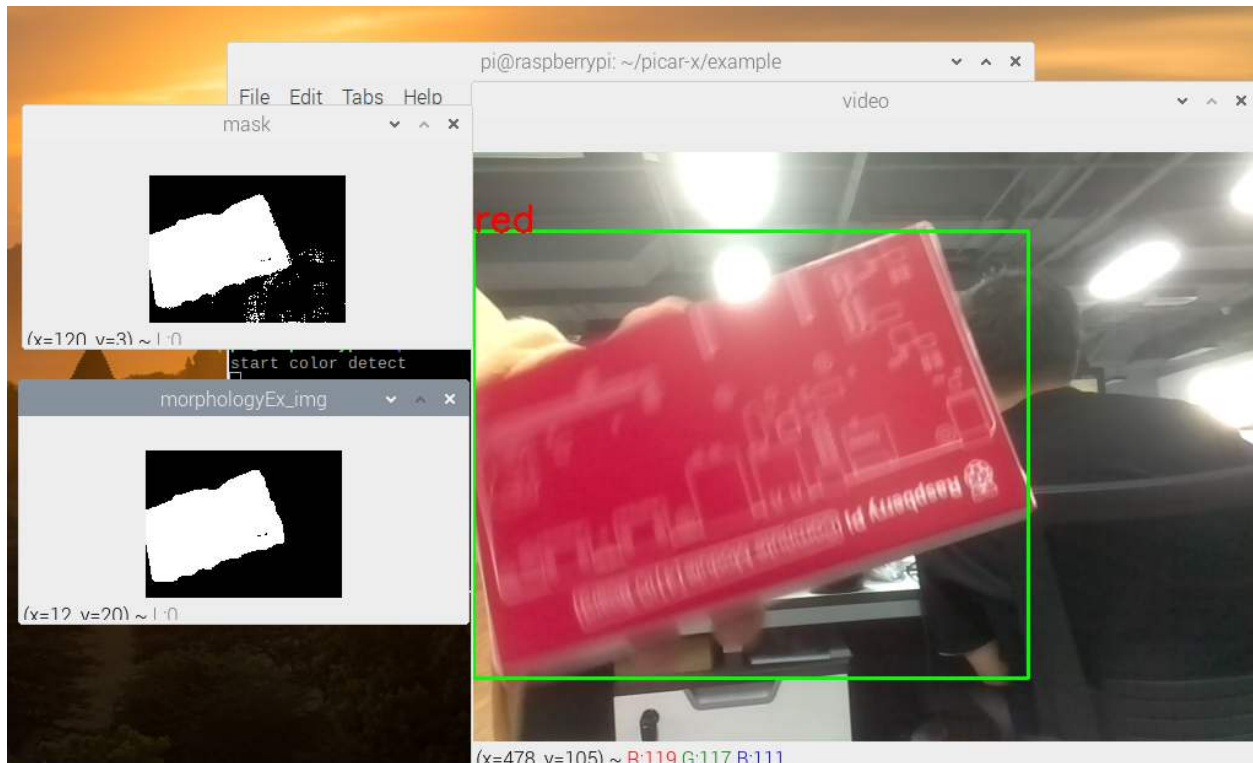 pi@raspberrypi: ~/picar-x/example
File Edit Tabs Help
video
mask
red
(x=120, y=3) ~ L:0
start color detect
morphologyEx_img
Raspberry Pi
(x=12, y=20) ~ L:0
(x=478, y=105) ~ R:119 G:117 B:111